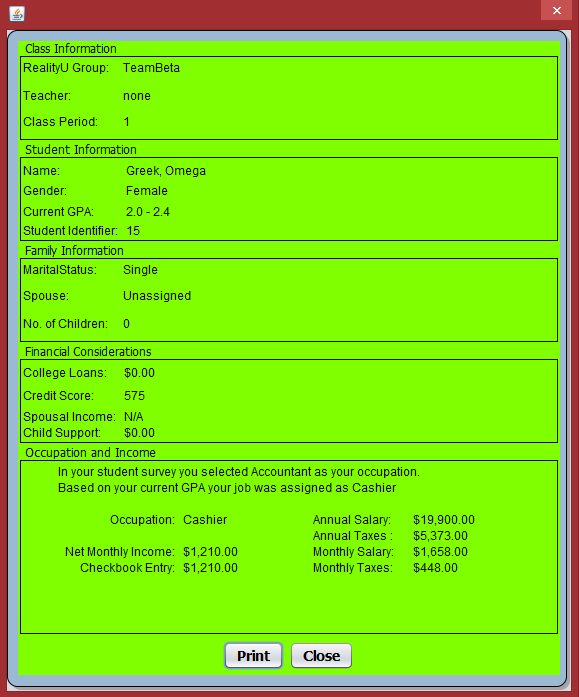 Class Information
RealityU Group: TeamBeta
Teacher: none
Class Period: 1
Student Information
Name: Greek, Omega
Gender: Female
Current GPA: 2.0 - 2.4
Student Identifier: 15
Family Information
MaritalStatus: Single
Spouse: Unassigned
No. of Children: 0
Financial Considerations
College Loans: $0.00
Credit Score: 575
Spousal Income: N/A
Child Support: $0.00
Occupation and Income
In your student survey you selected Accountant as your occupation.
Based on your current GPA your job was assigned as Cashier
Occupation: Cashier Annual Salary: $19,900.00
Annual Taxes : $5,373.00
Net Monthly Income: $1,210.00 Monthly Salary: $1,658.00
Checkbook Entry: $1,210.00 Monthly Taxes: $448.00
Print Close